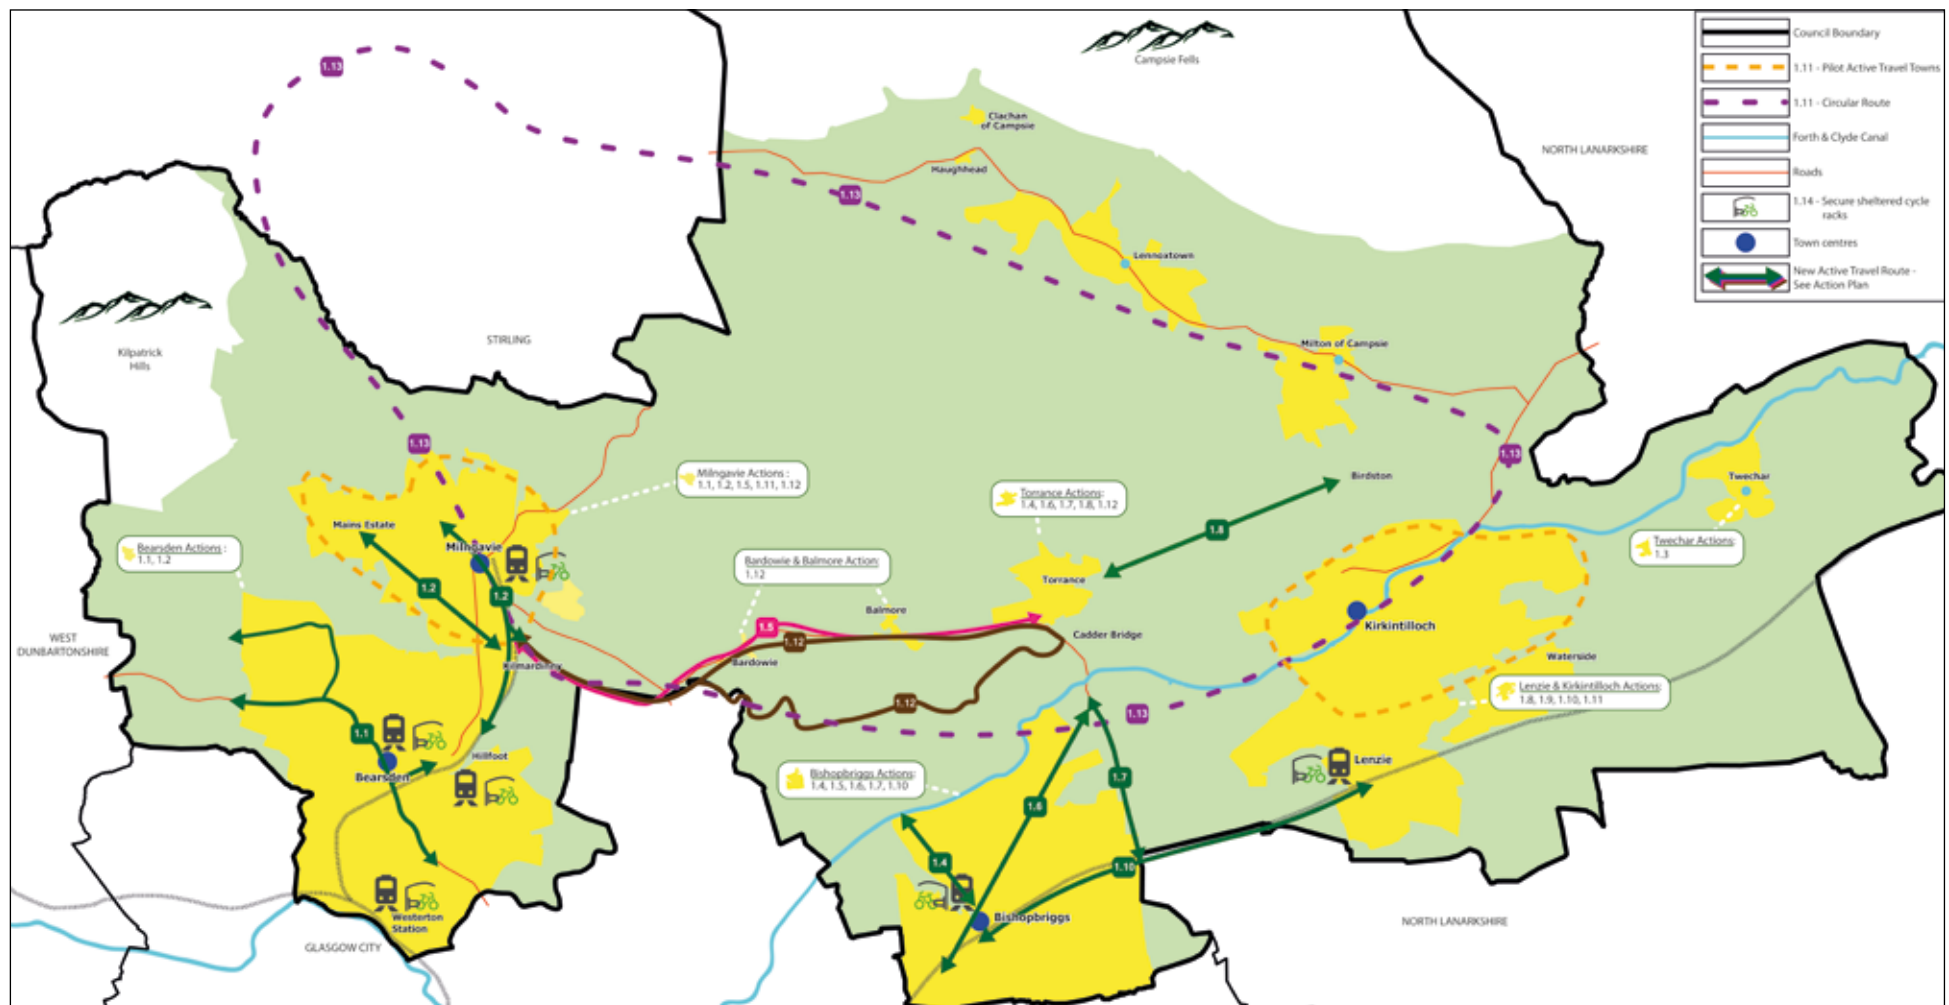 Campsie Fells
Council Boundary
1.11 - Pilot Active Travel Towns
1.11 - Circular Route
Forth & Clyde Canal
Roads
1.14 - Secure sheltered cycle
racks
Town centres
New Active Travel Route -
See Action Plan
NORTH LANARKSHIRE
1.13
Clachan
of Campsie
Haughhead
1.13
Lennoxtown
Kilpatrick
Hills
STIRLING
Milton of Campsie
1.13
1.13
Milngavie Actions :
1.1, 1.2, 1.5, 1.11, 1.12
Birdston
Twechar
Torrance Actions:
1.4, 1.6, 1.7, 1.8, 1.12
Mains Estate
1.8
Bearsden Actions :
1.1, 1.2
Milngavie
Twechar Actions:
1.3
Bardowie & Balmore Action:
1.12
Torrance
1.2
1.2
Balmore
Kirkintilloch
WEST
DUNBARTONSHIRE
1.5
1.12
Cadder Bridge
Bardowie
Kilmardinny
Waterside
Lenzie & Kirkintilloch Actions:
1.8, 1.9, 1.10, 1.11
1.12
1.13
1.1
Hillfoot
Lenzie
Bearsden
Bishopbriggs Actions:
1.4, 1.5, 1.6, 1.7, 1.10
1.7
1.6
1.4
1.10
Westerton
Station
Bishopbriggs
GLASGOW CITY
NORTH LANARKSHIRE